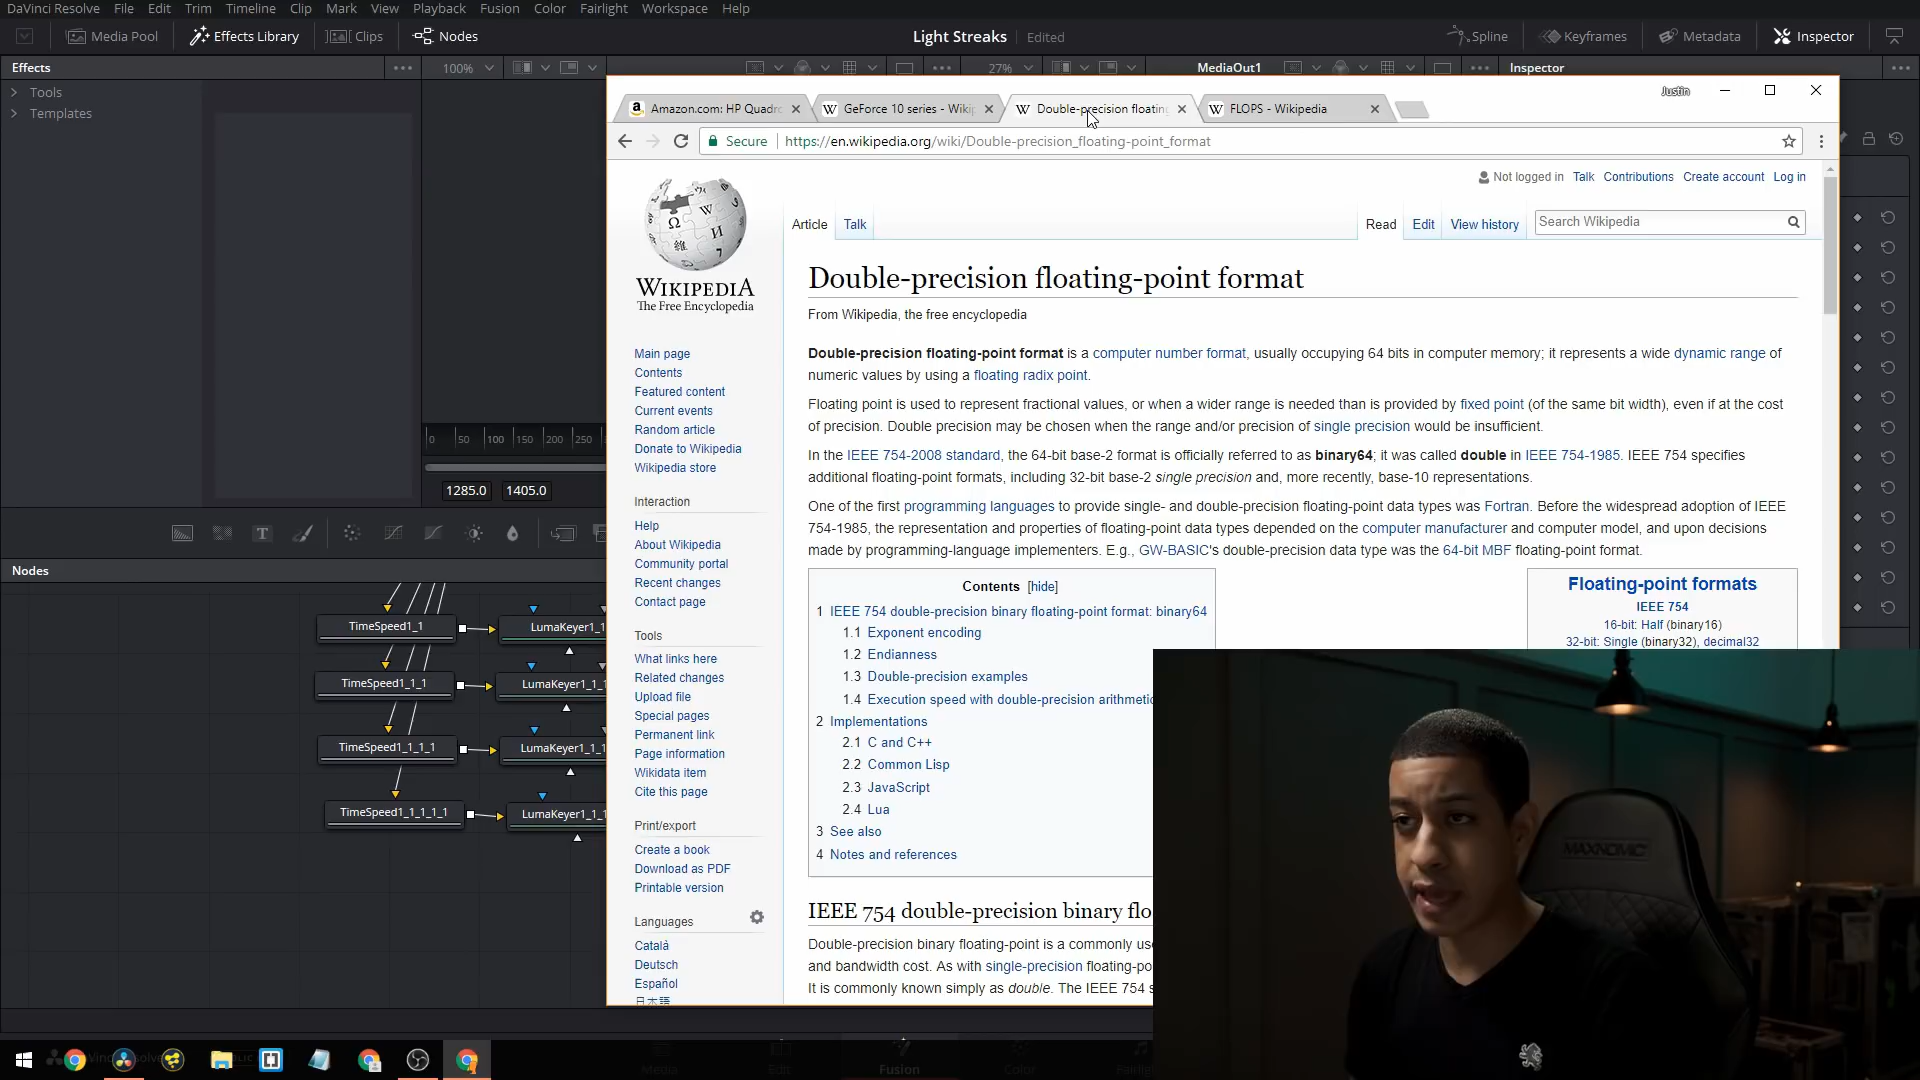 DaVinci Resolve File Edit Trim Timeline Clip Mark View Playback Fusion Color Fairlight Workspace Help
Media Pool Effects Library Clips Nodes Light Streaks Edited Spline Keyframes Metadata Inspector
Effects 100% 27% MediaOut1 Inspector
Tools
Templates
0 50 100 150 200 250
1285.0 1405.0
T
Nodes
TimeSpeed1_1 LumaKeyer1_1
TimeSpeed1_1_1 LumaKeyer1_1_1
TimeSpeed1_1_1_1 LumaKeyer1_1_1
TimeSpeed1_1_1_1_1 LumaKeyer1_1_1
Justin
Amazon.com: HP Quadro GeForce 10 series - Wikip Double-precision floating FLOPS - Wikipedia
Secure https://en.wikipedia.org/wiki/Double-precision_floating-point_format
Not logged in Talk Contributions Create account Log in
Article Talk Read Edit View history Search Wikipedia
WIKIPEDIA
The Free Encyclopedia
Main page
Contents
Featured content
Current events
Random article
Donate to Wikipedia
Wikipedia store
Interaction
Help
About Wikipedia
Community portal
Recent changes
Contact page
Tools
What links here
Related changes
Upload file
Special pages
Permanent link
Page information
Wikidata item
Cite this page
Print/export
Create a book
Download as PDF
Printable version
Languages
Català
Deutsch
Español
日本語
Double-precision floating-point format
From Wikipedia, the free encyclopedia
Double-precision floating-point format is a computer number format, usually occupying 64 bits in computer memory; it represents a wide dynamic range of
numeric values by using a floating radix point.
Floating point is used to represent fractional values, or when a wider range is needed than is provided by fixed point (of the same bit width), even if at the cost
of precision. Double precision may be chosen when the range and/or precision of single precision would be insufficient.
In the IEEE 754-2008 standard, the 64-bit base-2 format is officially referred to as binary64; it was called double in IEEE 754-1985. IEEE 754 specifies
additional floating-point formats, including 32-bit base-2 single precision and, more recently, base-10 representations.
One of the first programming languages to provide single- and double-precision floating-point data types was Fortran. Before the widespread adoption of IEEE
754-1985, the representation and properties of floating-point data types depended on the computer manufacturer and computer model, and upon decisions
made by programming-language implementers. E.g., GW-BASIC's double-precision data type was the 64-bit MBF floating-point format.
Contents [hide]
1 IEEE 754 double-precision binary floating-point format: binary64
1.1 Exponent encoding
1.2 Endianness
1.3 Double-precision examples
1.4 Execution speed with double-precision arithmetic
2 Implementations
2.1 C and C++
2.2 Common Lisp
2.3 JavaScript
2.4 Lua
3 See also
4 Notes and references
Floating-point formats
IEEE 754
16-bit: Half (binary16)
32-bit: Single (binary32), decimal32
IEEE 754 double-precision binary flo
Double-precision binary floating-point is a commonly us
and bandwidth cost. As with single-precision floating-po
It is commonly known simply as double. The IEEE 754 s
MAXNOMIC
Media Edit Fusion Color Fairlight